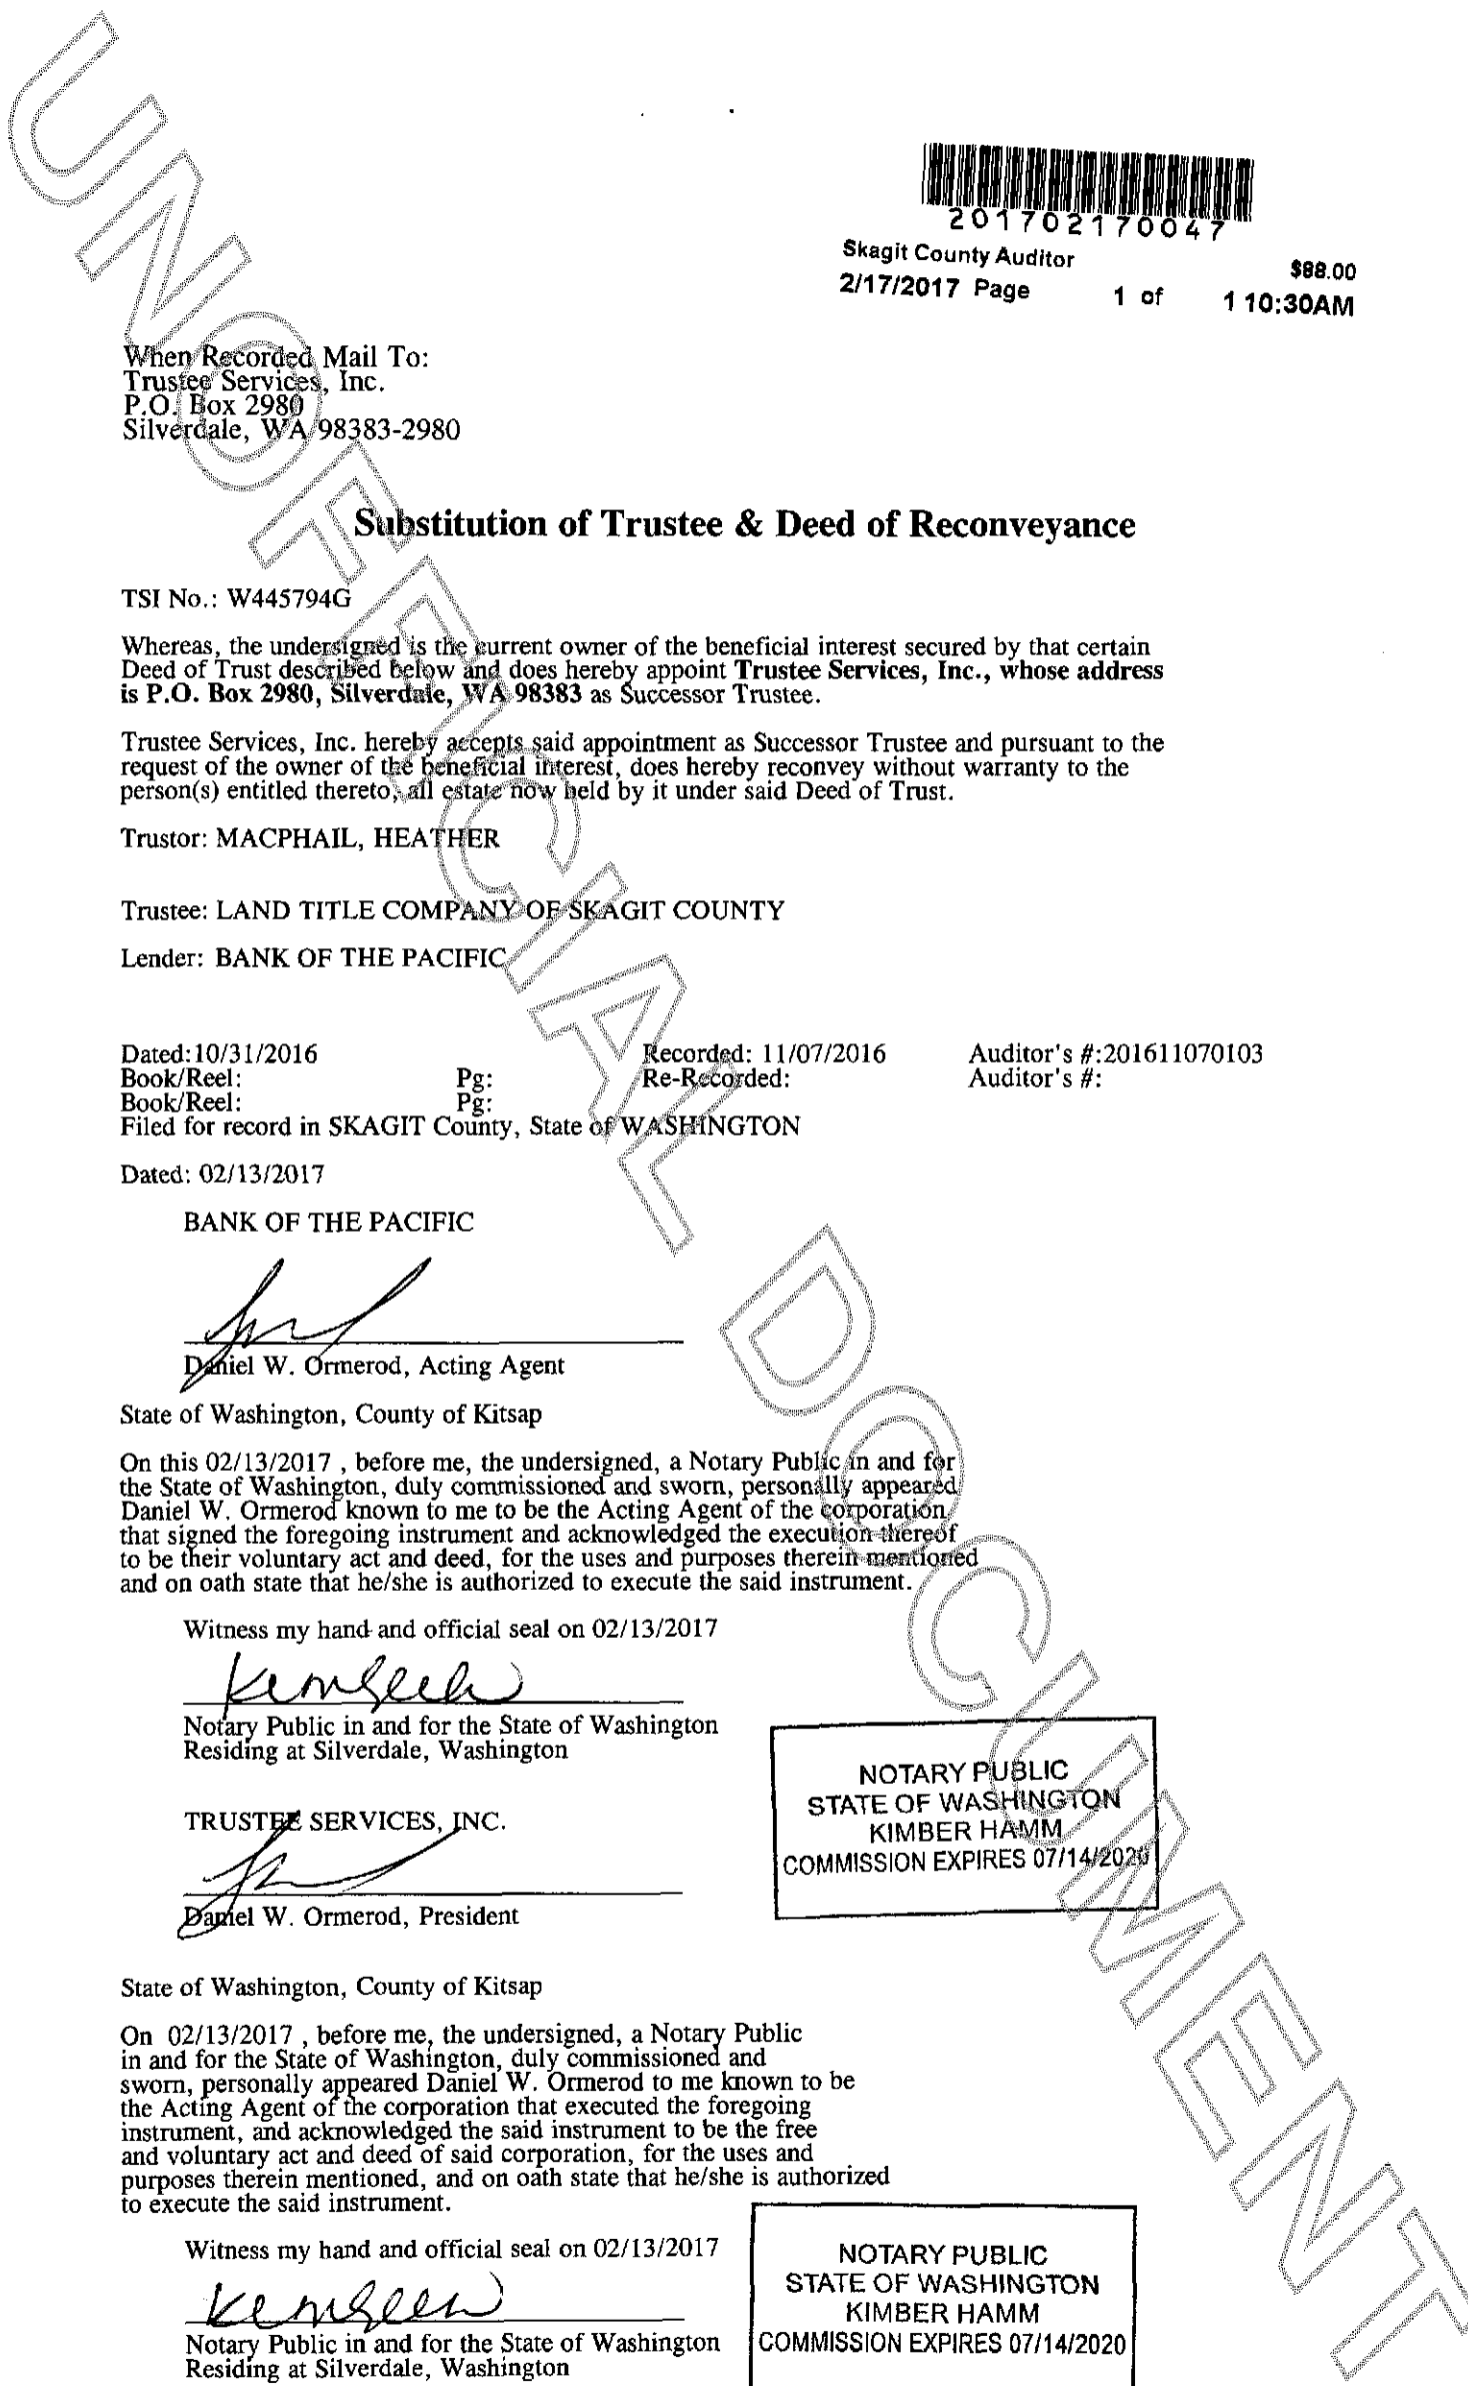 201702170047
Skagit County Auditor $88.00
2/17/2017 Page 1 of 1 10:30AM
When Recorded Mail To:
Trustee Services, Inc.
P.O. Box 2980
Silverdale, WA 98383-2980
Substitution of Trustee & Deed of Reconveyance
TSI No.: W445794G
Whereas, the undersigned is the current owner of the beneficial interest secured by that certain
Deed of Trust described below and does hereby appoint Trustee Services, Inc., whose address
is P.O. Box 2980, Silverdale, WA 98383 as Successor Trustee.
Trustee Services, Inc. hereby accepts said appointment as Successor Trustee and pursuant to the
request of the owner of the beneficial interest, does hereby reconvey without warranty to the
person(s) entitled thereto, all estate now held by it under said Deed of Trust.
Trustor: MACPHAIL, HEATHER
Trustee: LAND TITLE COMPANY OF SKAGIT COUNTY
Lender: BANK OF THE PACIFIC
Dated:10/31/2016 Recorded: 11/07/2016 Auditor's #:201611070103
Book/Reel: Pg: Re-Recorded: Auditor's #:
Book/Reel: Pg:
Filed for record in SKAGIT County, State of WASHINGTON
Dated: 02/13/2017
BANK OF THE PACIFIC
Daniel W. Ormerod, Acting Agent
State of Washington, County of Kitsap
On this 02/13/2017 , before me, the undersigned, a Notary Public in and for
the State of Washington, duly commissioned and sworn, personally appeared
Daniel W. Ormerod known to me to be the Acting Agent of the corporation
that signed the foregoing instrument and acknowledged the execution thereof
to be their voluntary act and deed, for the uses and purposes therein mentioned
and on oath state that he/she is authorized to execute the said instrument.
Witness my hand and official seal on 02/13/2017
Notary Public in and for the State of Washington
Residing at Silverdale, Washington
NOTARY PUBLIC
STATE OF WASHINGTON
KIMBER HAMM
COMMISSION EXPIRES 07/14/2020
TRUSTEE SERVICES, INC.
Daniel W. Ormerod, President
State of Washington, County of Kitsap
On 02/13/2017 , before me, the undersigned, a Notary Public
in and for the State of Washington, duly commissioned and
sworn, personally appeared Daniel W. Ormerod to me known to be
the Acting Agent of the corporation that executed the foregoing
instrument, and acknowledged the said instrument to be the free
and voluntary act and deed of said corporation, for the uses and
purposes therein mentioned, and on oath state that he/she is authorized
to execute the said instrument.
Witness my hand and official seal on 02/13/2017
Notary Public in and for the State of Washington
Residing at Silverdale, Washington
NOTARY PUBLIC
STATE OF WASHINGTON
KIMBER HAMM
COMMISSION EXPIRES 07/14/2020
UNOFFICIAL DOCUMENT